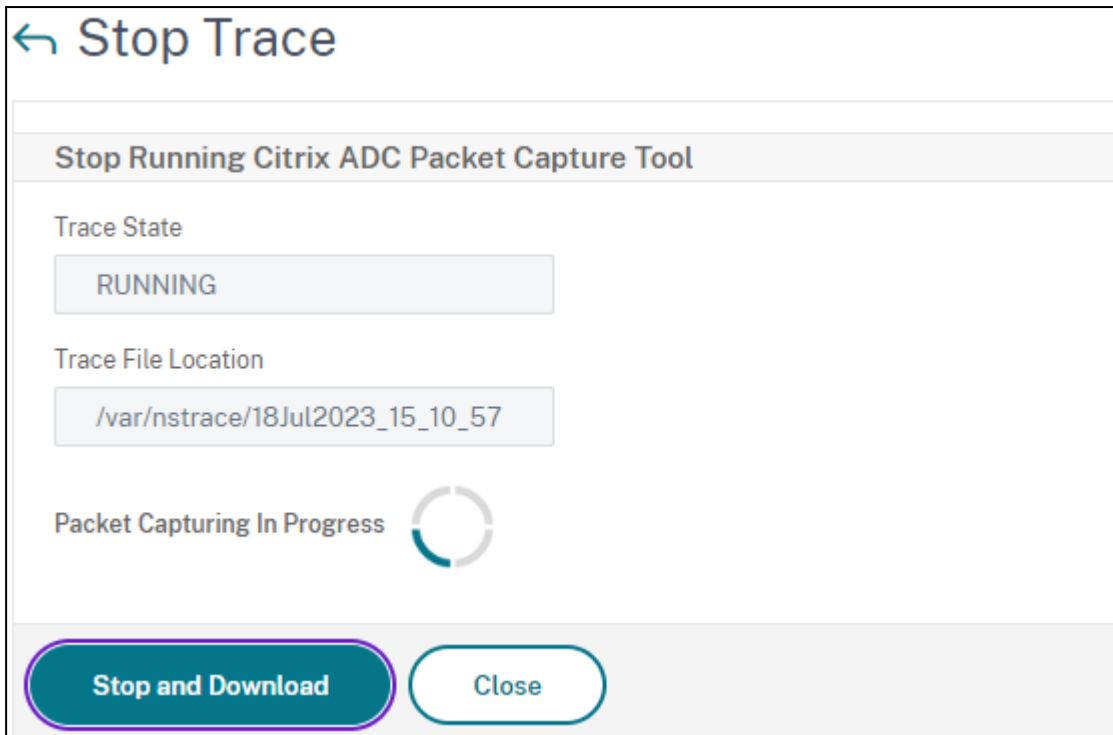 Stop Trace
Stop Running Citrix ADC Packet Capture Tool
Trace State
RUNNING
Trace File Location
/var/nstrace/18Jul2023_15_10_57
Packet Capturing In Progress
Stop and Download
Close